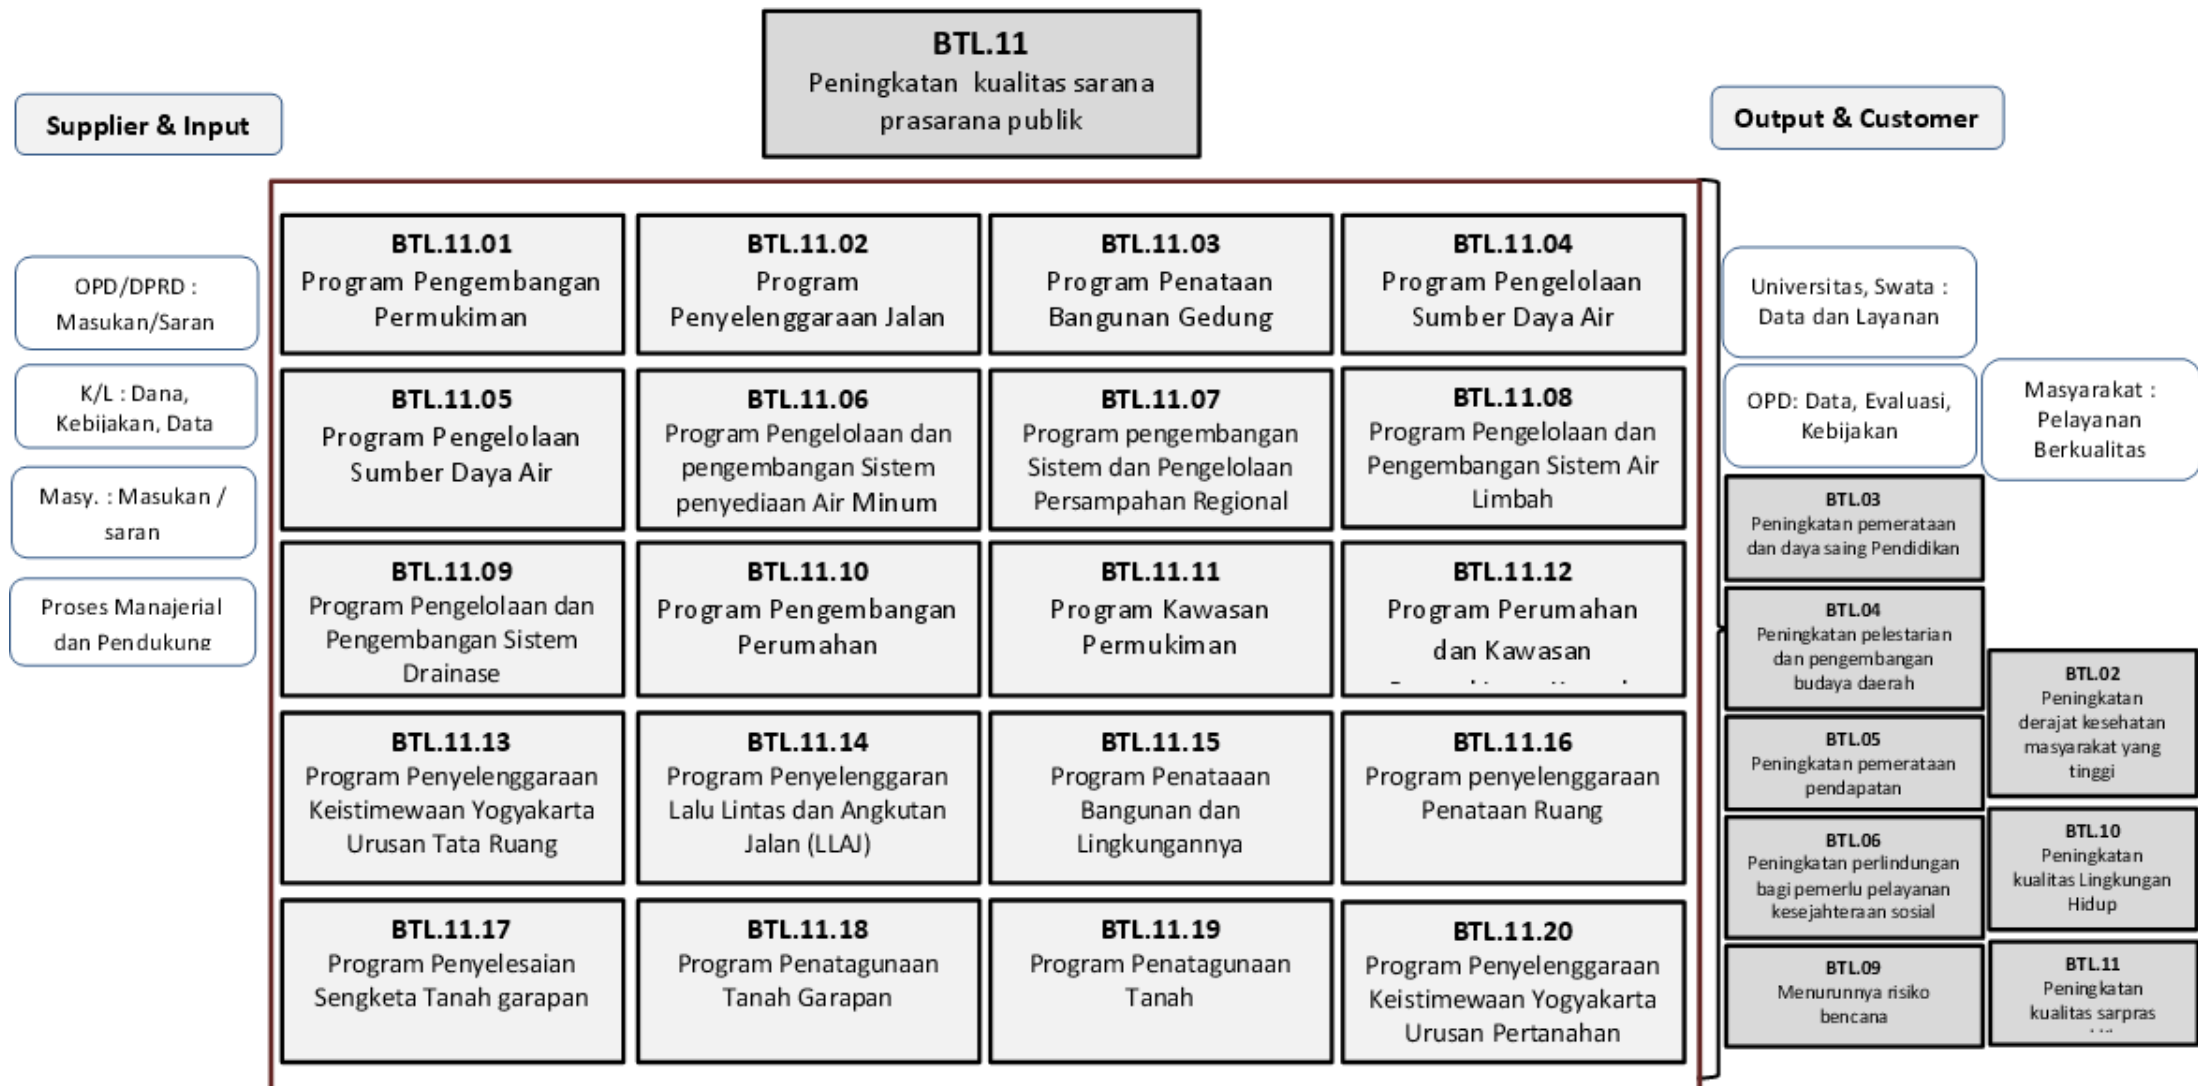 BTL.11
Peningkatan kualitas sarana
prasarana publik
Supplier & Input
Output & Customer
OPD/DPRD :
Masukan/Saran
K/L : Dana,
Kebijakan, Data
Masy. : Masukan /
saran
Proses Manajerial
dan Pendukung
BTL.11.01
Program Pengembangan
Permukiman
BTL.11.02
Program
Penyelenggaraan Jalan
BTL.11.03
Program Penataan
Bangunan Gedung
BTL.11.04
Program Pengelolaan
Sumber Daya Air
BTL.11.05
Program Pengelolaan
Sumber Daya Air
BTL.11.06
Program Pengelolaan dan
pengembangan Sistem
penyediaan Air Minum
BTL.11.07
Program pengembangan
Sistem dan Pengelolaan
Persampahan Regional
BTL.11.08
Program Pengelolaan dan
Pengembangan Sistem Air
Limbah
BTL.11.09
Program Pengelolaan dan
Pengembangan Sistem
Drainase
BTL.11.10
Program Pengembangan
Perumahan
BTL.11.11
Program Kawasan
Permukiman
BTL.11.12
Program Perumahan
dan Kawasan
BTL.11.13
Program Penyelenggaraan
Keistimewaan Yogyakarta
Urusan Tata Ruang
BTL.11.14
Program Penyelenggaran
Lalu Lintas dan Angkutan
Jalan (LLAJ)
BTL.11.15
Program Penataaan
Bangunan dan
Lingkungannya
BTL.11.16
Program penyelenggaraan
Penataan Ruang
BTL.11.17
Program Penyelesaian
Sengketa Tanah garapan
BTL.11.18
Program Penatagunaan
Tanah Garapan
BTL.11.19
Program Penatagunaan
Tanah
BTL.11.20
Program Penyelenggaraan
Keistimewaan Yogyakarta
Urusan Pertanahan
Universitas, Swata :
Data dan Layanan
OPD: Data, Evaluasi,
Kebijakan
Masyarakat :
Pelayanan
Berkualitas
BTL.03
Peningkatan pemerataan
dan daya saing Pendidikan
BTL.04
Peningkatan pelestarian
dan pengembangan
budaya daerah
BTL.05
Peningkatan pemerataan
pendapatan
BTL.06
Peningkatan perlindungan
bagi pemerlu pelayanan
kesejahteraan sosial
BTL.09
Menurunnya risiko
bencana
BTL.02
Peningkatan
derajat kesehatan
masyarakat yang
tinggi
BTL.10
Peningkatan
kualitas Lingkungan
Hidup
BTL.11
Peningkatan
kualitas sarpras